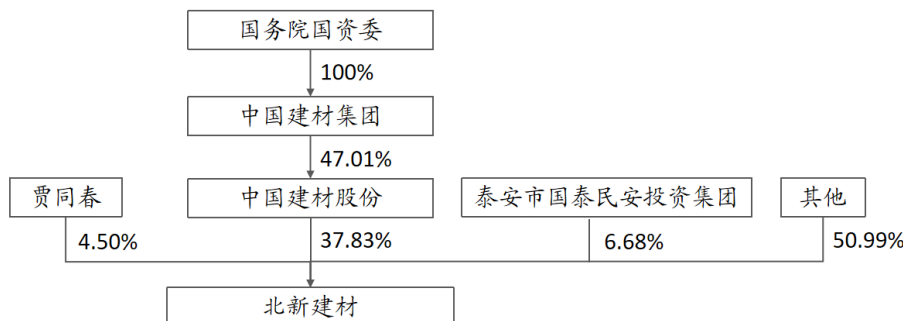 国务院国资委
100%
中国建材集团
47.01%
贾同春
中国建材股份
泰安市国泰民安投资集团
其他
4.50%
37.83%
6.68%
50.99%
北新建材